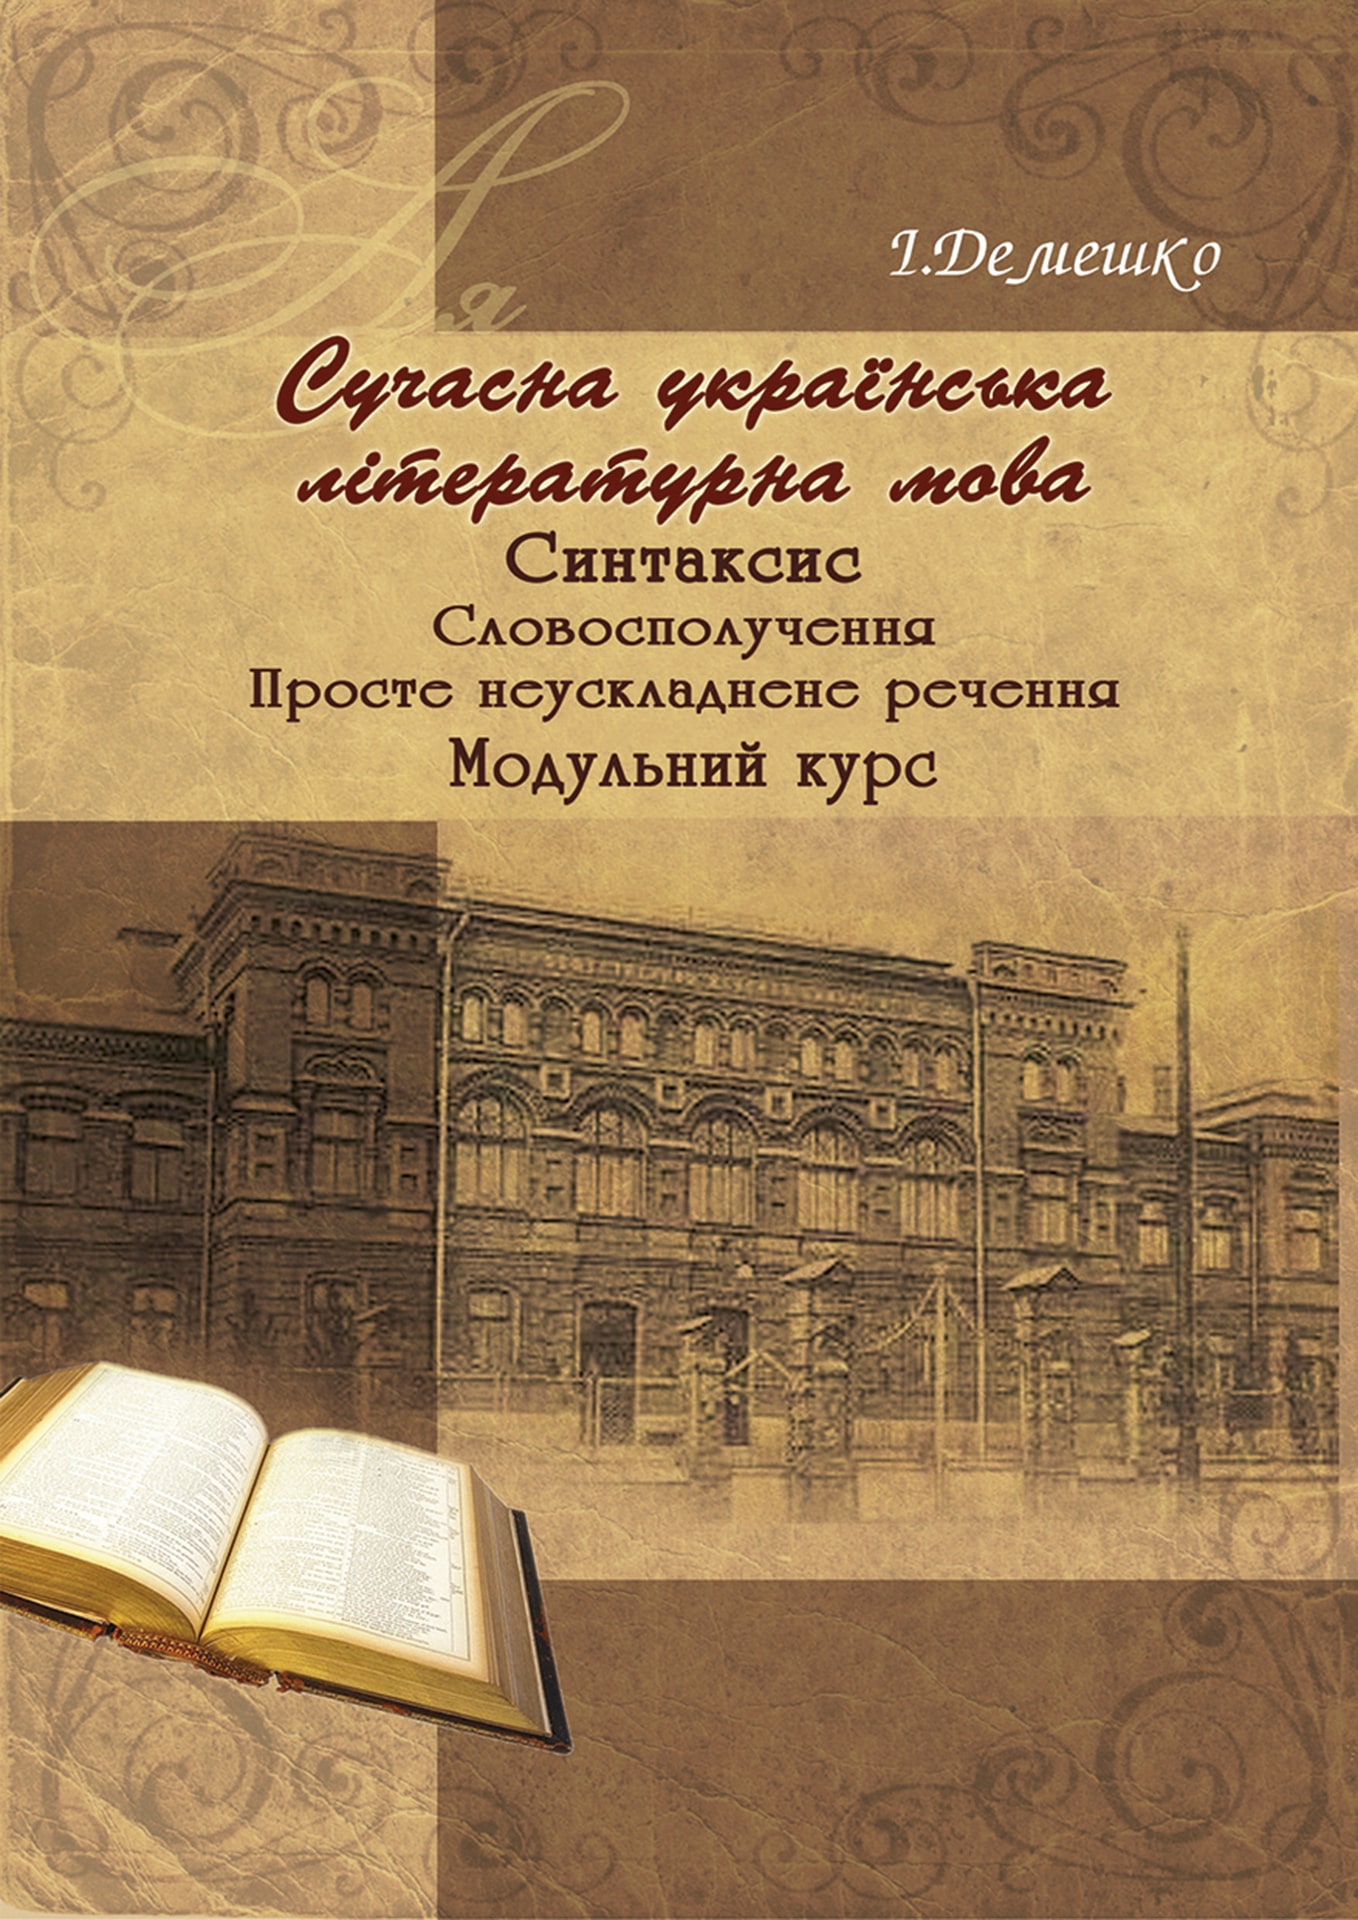 І.Демешко
А
я
Сучасна українська
літературна мова
Синтаксис
Словосполучення
Просте неускладнене речення
Модульний курс